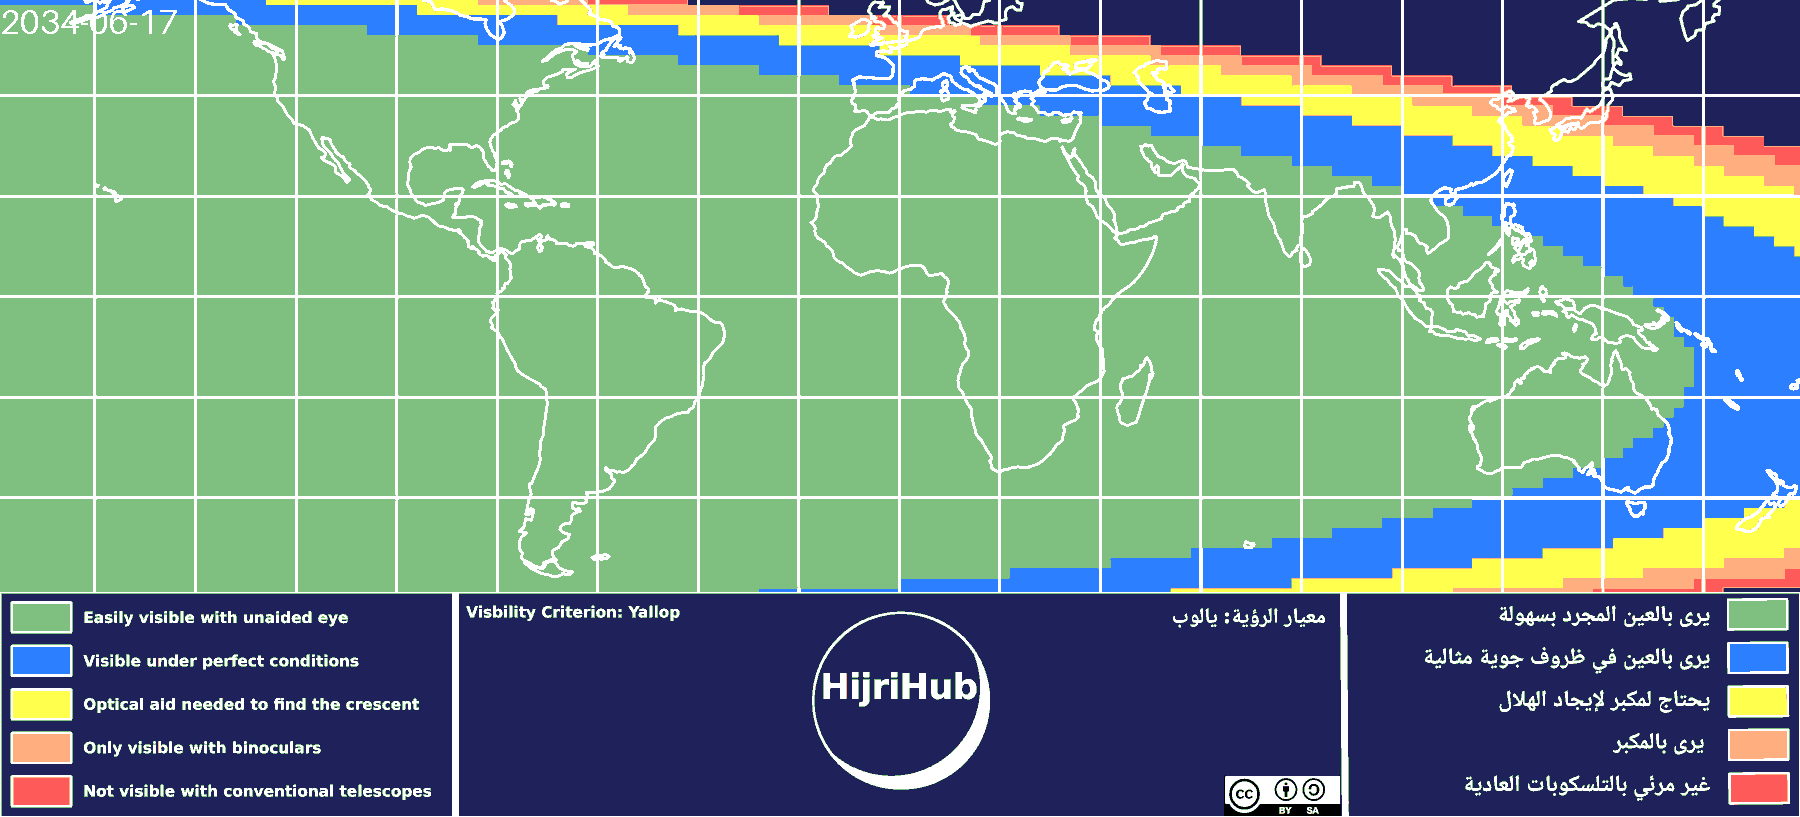 2034-06-17
Easily visible with unaided eye
Visible under perfect conditions
Optical aid needed to find the crescent
Only visible with binoculars
Not visible with conventional telescopes
Visbility Criterion: Yallop
معيار الرؤية: يالوب
HijriHub
CC
BY SA
يرى بالعين المجرد بسهولة
يرى بالعين في ظروف جوية مثالية
يحتاج لمكبر لإيجاد الهلال
يرى بالمكبر
غير مرئي بالتلسكوبات العادية